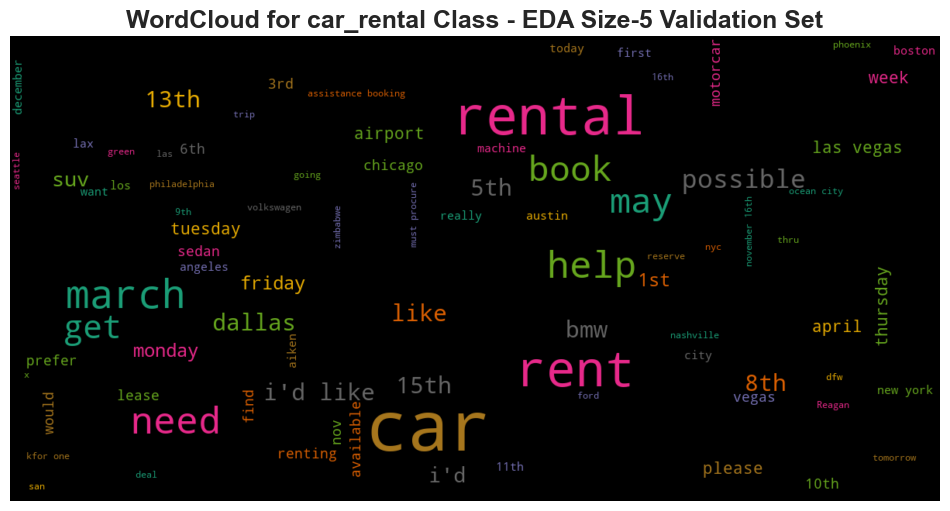 WordCloud for car_rental Class - EDA Size-5 Validation Set
december
13th
3rd
today
first
phoenix
boston
16th
motorcar
week
assistance booking
trip
rental
airport
lax
green
las
6th
seattle
machine
las vegas
suv
want
los
philadelphia
going
chicago
5th
book
possible
ocean city
9th
volkswagen
zimbabwe
must procure
really
austin
may
november 16th
tuesday
sedan
angeles
thru
nyc
reserve
help
1st
friday
march
get
dallas
like
bmw
nashville
april
thursday
monday
aiken
city
prefer
x
rent
8th
dfw
vegas
Reagan
new york
lease
i'd like
15th
ford
would
need
find
nov
available
car
renting
kfor one
deal
i'd
11th
please
tomorrow
san
10th